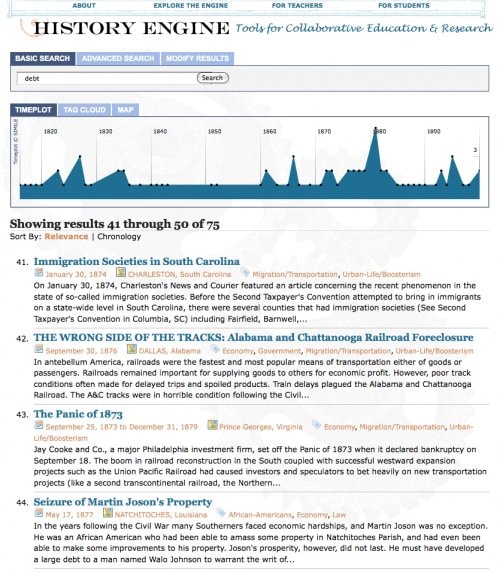 ABOUT EXPLORE THE ENGINE FOR TEACHERS FOR STUDENTS
HISTORY ENGINE Tools for Collaborative Education & Research
BASIC SEARCH ADVANCED SEARCH MODIFY RESULTS
debt Search
TIMEPLOT TAG CLOUD MAP
Timeplot © SIMILE
1820 1830 1840 1850 1860 1870 1880 1890
3
Showing results 41 through 50 of 75
Sort By: Relevance | Chronology
41. Immigration Societies in South Carolina
January 30, 1874 CHARLESTON, South Carolina Migration/Transportation, Urban-Life/Boosterism
On January 30, 1874, Charleston's News and Courier featured an article concerning the recent phenomenon in the
state of so-called immigration societies. Before the Second Taxpayer's Convention attempted to bring in immigrants
on a state-wide level in South Carolina, there were several counties that had immigration societies (See Second
Taxpayer's Convention in Columbia, SC) including Fairfield, Barnwell,...
42. THE WRONG SIDE OF THE TRACKS: Alabama and Chattanooga Railroad Foreclosure
September 30, 1876 DALLAS, Alabama Economy, Government, Migration/Transportation, Urban-Life/Boosterism
In antebellum America, railroads were the fastest and most popular means of transportation either of goods or
passengers. Railroads remained important for supplying goods to others for economic profit. However, poor track
conditions often made for delayed trips and spoiled products. Train delays plagued the Alabama and Chattanooga
Railroad. The A&C tracks were in horrible condition following the Civil...
43. The Panic of 1873
September 25, 1873 to December 31, 1879 Prince Georges, Virginia Economy, Migration/Transportation, Urban-
Life/Boosterism
Jay Cooke and Co., a major Philadelphia investment firm, set off the Panic of 1873 when it declared bankruptcy on
September 18. The boom in railroad reconstruction in the South coupled with successful westward expansion
projects such as the Union Pacific Railroad had caused investors and speculators to bet heavily on new transportation
projects (like a second transcontinental railroad, the Northern...
44. Seizure of Martin Joson's Property
May 17, 1877 NATCHITOCHES, Louisians African-Americans, Economy, Law
In the years following the Civil War many Southerners faced economic hardships, and Martin Joson was no exception.
He was an African American who had been able to amass some property in Natchitoches Parish, and had even been
able to make some improvements to his property. Joson's prosperity, however, did not last. He must have developed
a large debt to a man named Walo Johnson to warrant the writ of...